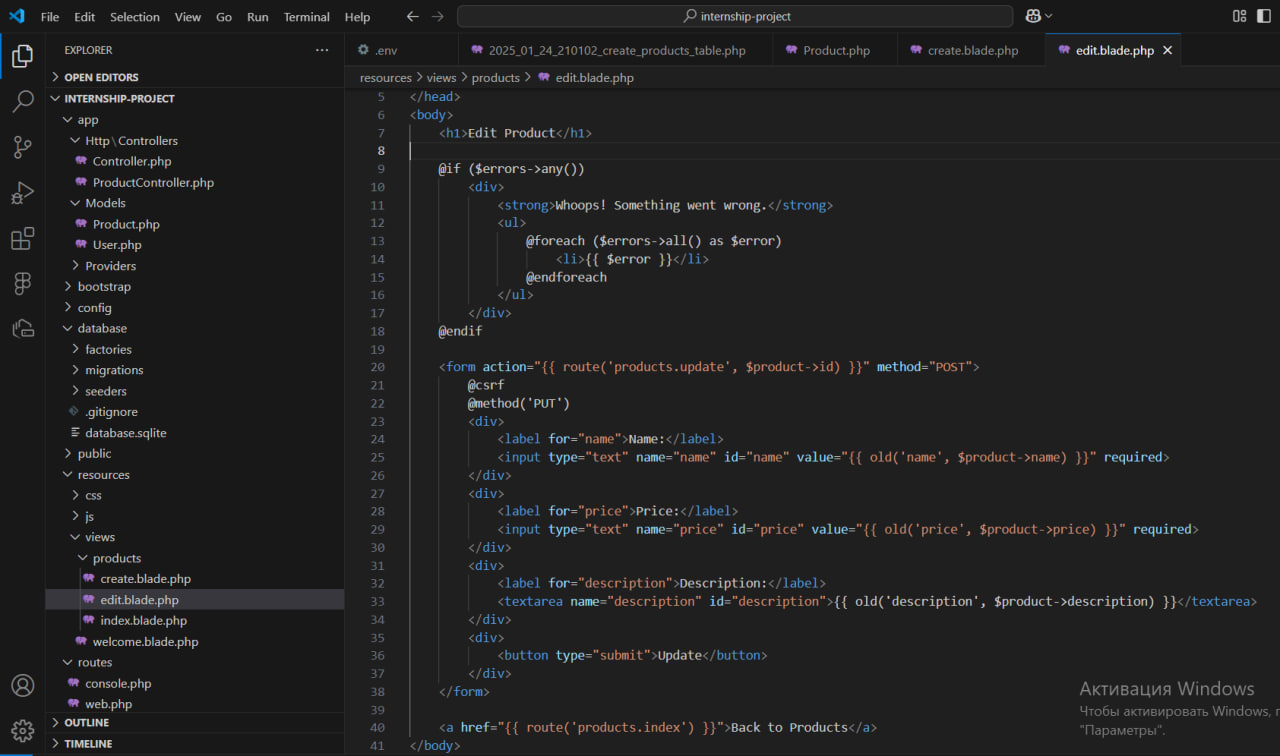 File Edit Selection View Go Run Terminal Help
internship-project
EXPLORER
OPEN EDITORS
INTERNSHIP-PROJECT
app
Http\Controllers
Controller.php
ProductController.php
Models
Product.php
User.php
Providers
bootstrap
config
database
factories
migrations
seeders
.gitignore
database.sqlite
public
resources
css
js
views
products
create.blade.php
edit.blade.php
index.blade.php
welcome.blade.php
routes
console.php
web.php
OUTLINE
TIMELINE
.env 2025_01_24_210102_create_products_table.php Product.php create.blade.php edit.blade.php
resources > views > products > edit.blade.php
5 </head>
6 <body>
7 <h1>Edit Product</h1>
8
9 @if ($errors->any())
10 <div>
11 <strong>Whoops! Something went wrong.</strong>
12 <ul>
13 @foreach ($errors->all() as $error)
14 <li>{{ $error }}</li>
15 @endforeach
16 </ul>
17 </div>
18 @endif
19
20 <form action="{{ route('products.update', $product->id) }}" method="POST">
21 @csrf
22 @method('PUT')
23 <div>
24 <label for="name">Name:</label>
25 <input type="text" name="name" id="name" value="{{ old('name', $product->name) }}" required>
26 </div>
27 <div>
28 <label for="price">Price:</label>
29 <input type="text" name="price" id="price" value="{{ old('price', $product->price) }}" required>
30 </div>
31 <div>
32 <label for="description">Description:</label>
33 <textarea name="description" id="description">{{ old('description', $product->description) }}</textarea>
34 </div>
35 <div>
36 <button type="submit">Update</button>
37 </div>
38 </form>
39
40 <a href="{{ route('products.index') }}">Back to Products</a>
41 </body>
Активация Windows
Чтобы активировать Windows,
"Параметры".